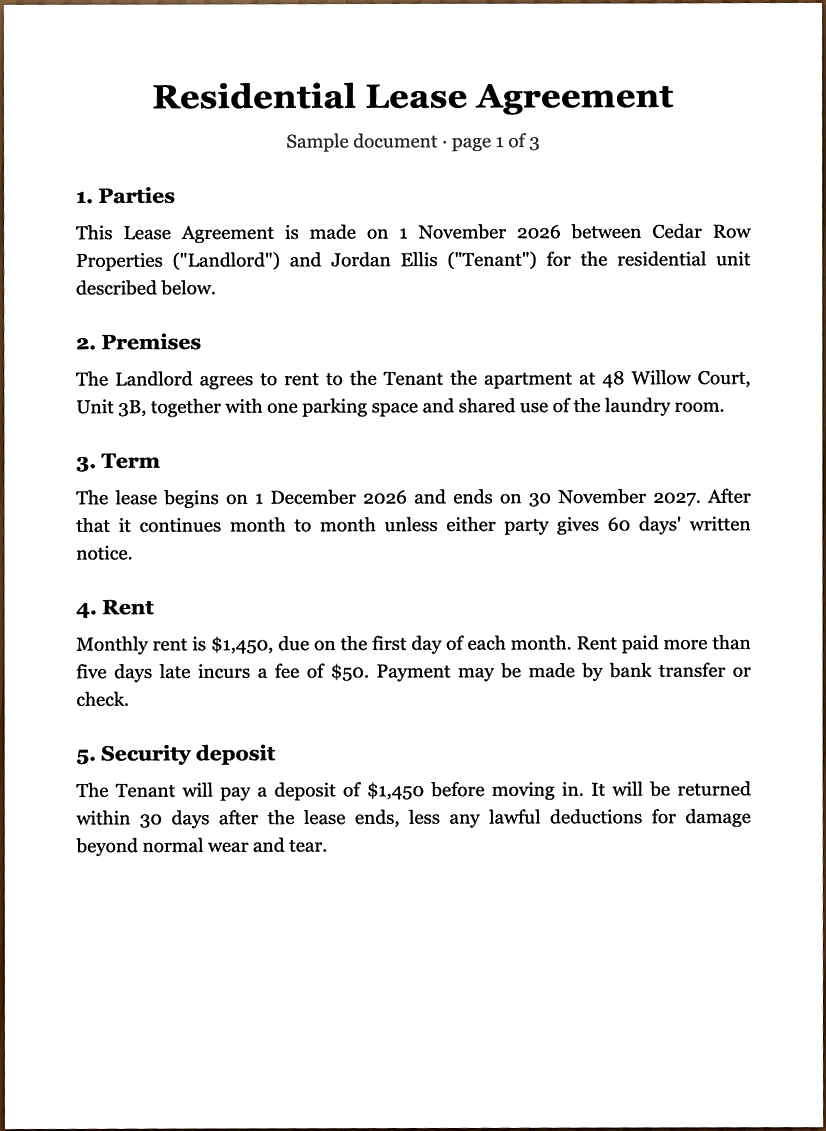 Residential Lease Agreement
Sample document · page 1 of 3
1. Parties
This Lease Agreement is made on 1 November 2026 between Cedar Row
Properties ("Landlord") and Jordan Ellis ("Tenant") for the residential unit
described below.
2. Premises
The Landlord agrees to rent to the Tenant the apartment at 48 Willow Court,
Unit 3B, together with one parking space and shared use of the laundry room.
3. Term
The lease begins on 1 December 2026 and ends on 30 November 2027. After
that it continues month to month unless either party gives 60 days' written
notice.
4. Rent
Monthly rent is $1,450, due on the first day of each month. Rent paid more than
five days late incurs a fee of $50. Payment may be made by bank transfer or
check.
5. Security deposit
The Tenant will pay a deposit of $1,450 before moving in. It will be returned
within 30 days after the lease ends, less any lawful deductions for damage
beyond normal wear and tear.